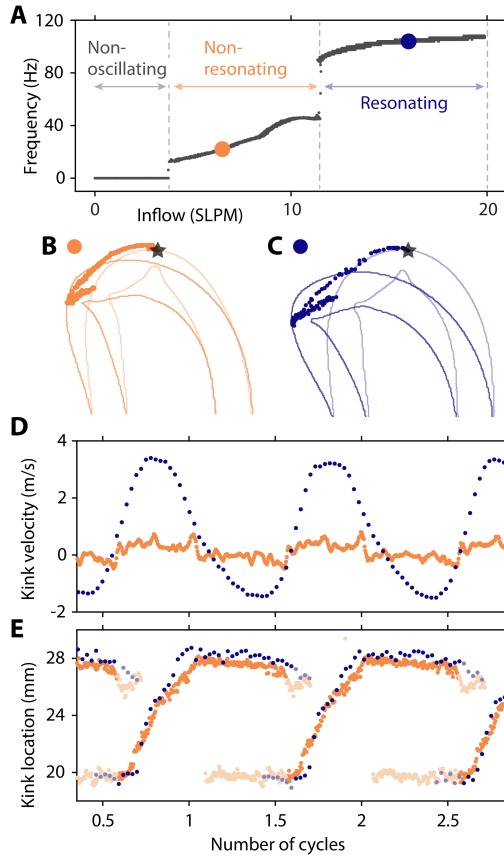 A
Frequency (Hz)
120
80
40
0
Non-
oscillating
Non-
resonating
Resonating
0
10
20
Inflow (SLPM)
B
C
D
Kink velocity (m/s)
4
2
0
-2
E
Kink location (mm)
28
24
20
0.5
1
1.5
2
2.5
Number of cycles